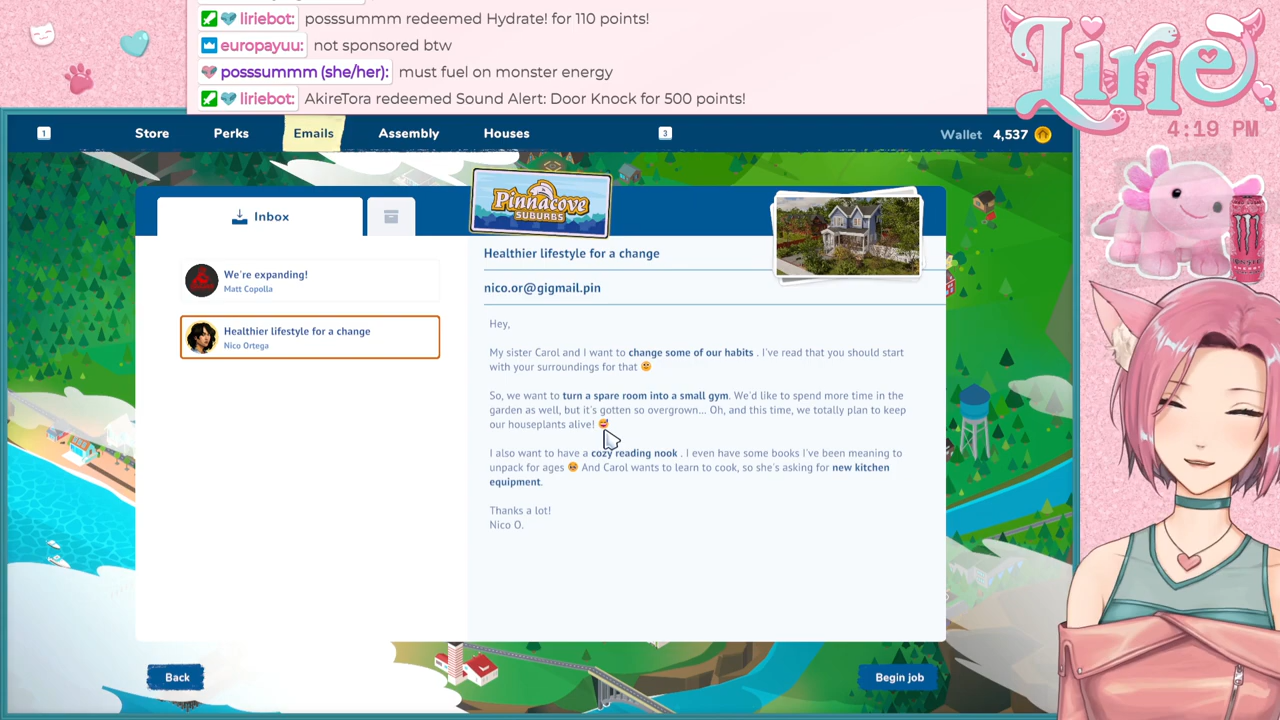 liriebot: posssummm redeemed Hydrate! for 110 points!
europayuu: not sponsored btw
posssummm (she/her): must fuel on monster energy
liriebot: AkireTora redeemed Sound Alert: Door Knock for 500 points!
Lirie
4:19 PM
1
Store
Perks
Emails
Assembly
Houses
3
Wallet 4,537
Inbox
Pinnacove
SUBURBS
We're expanding!
Matt Copolla
Healthier lifestyle for a change
Nico Ortega
Healthier lifestyle for a change
nico.or@gigmail.pin
Hey,
My sister Carol and I want to change some of our habits . I've read that you should start
with your surroundings for that
So, we want to turn a spare room into a small gym. We'd like to spend more time in the
garden as well, but it's gotten so overgrown... Oh, and this time, we totally plan to keep
our houseplants alive!
I also want to have a cozy reading nook . I even have some books I've been meaning to
unpack for ages And Carol wants to learn to cook, so she's asking for new kitchen
equipment.
Thanks a lot!
Nico O.
Back
Begin job